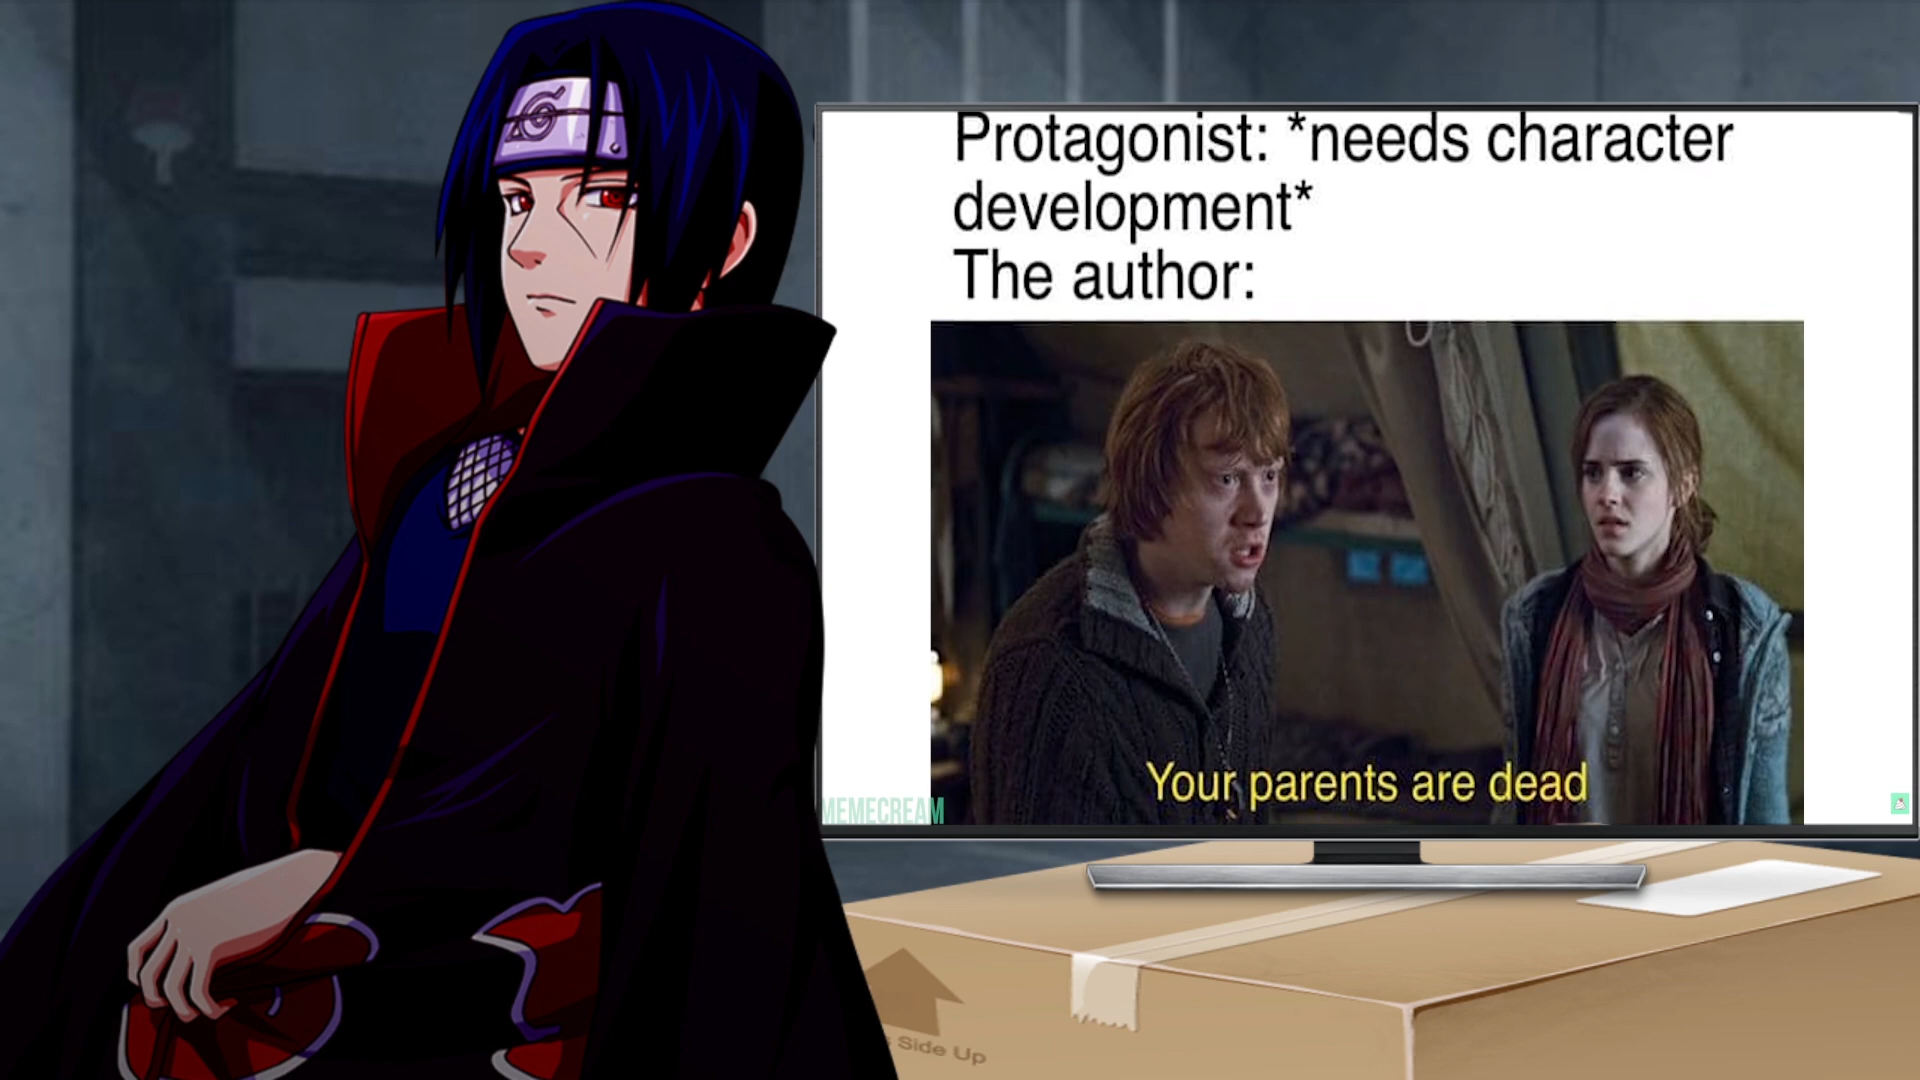 Protagonist: *needs character
development*
The author:
Your parents are dead
MEMECREAM
Side Up